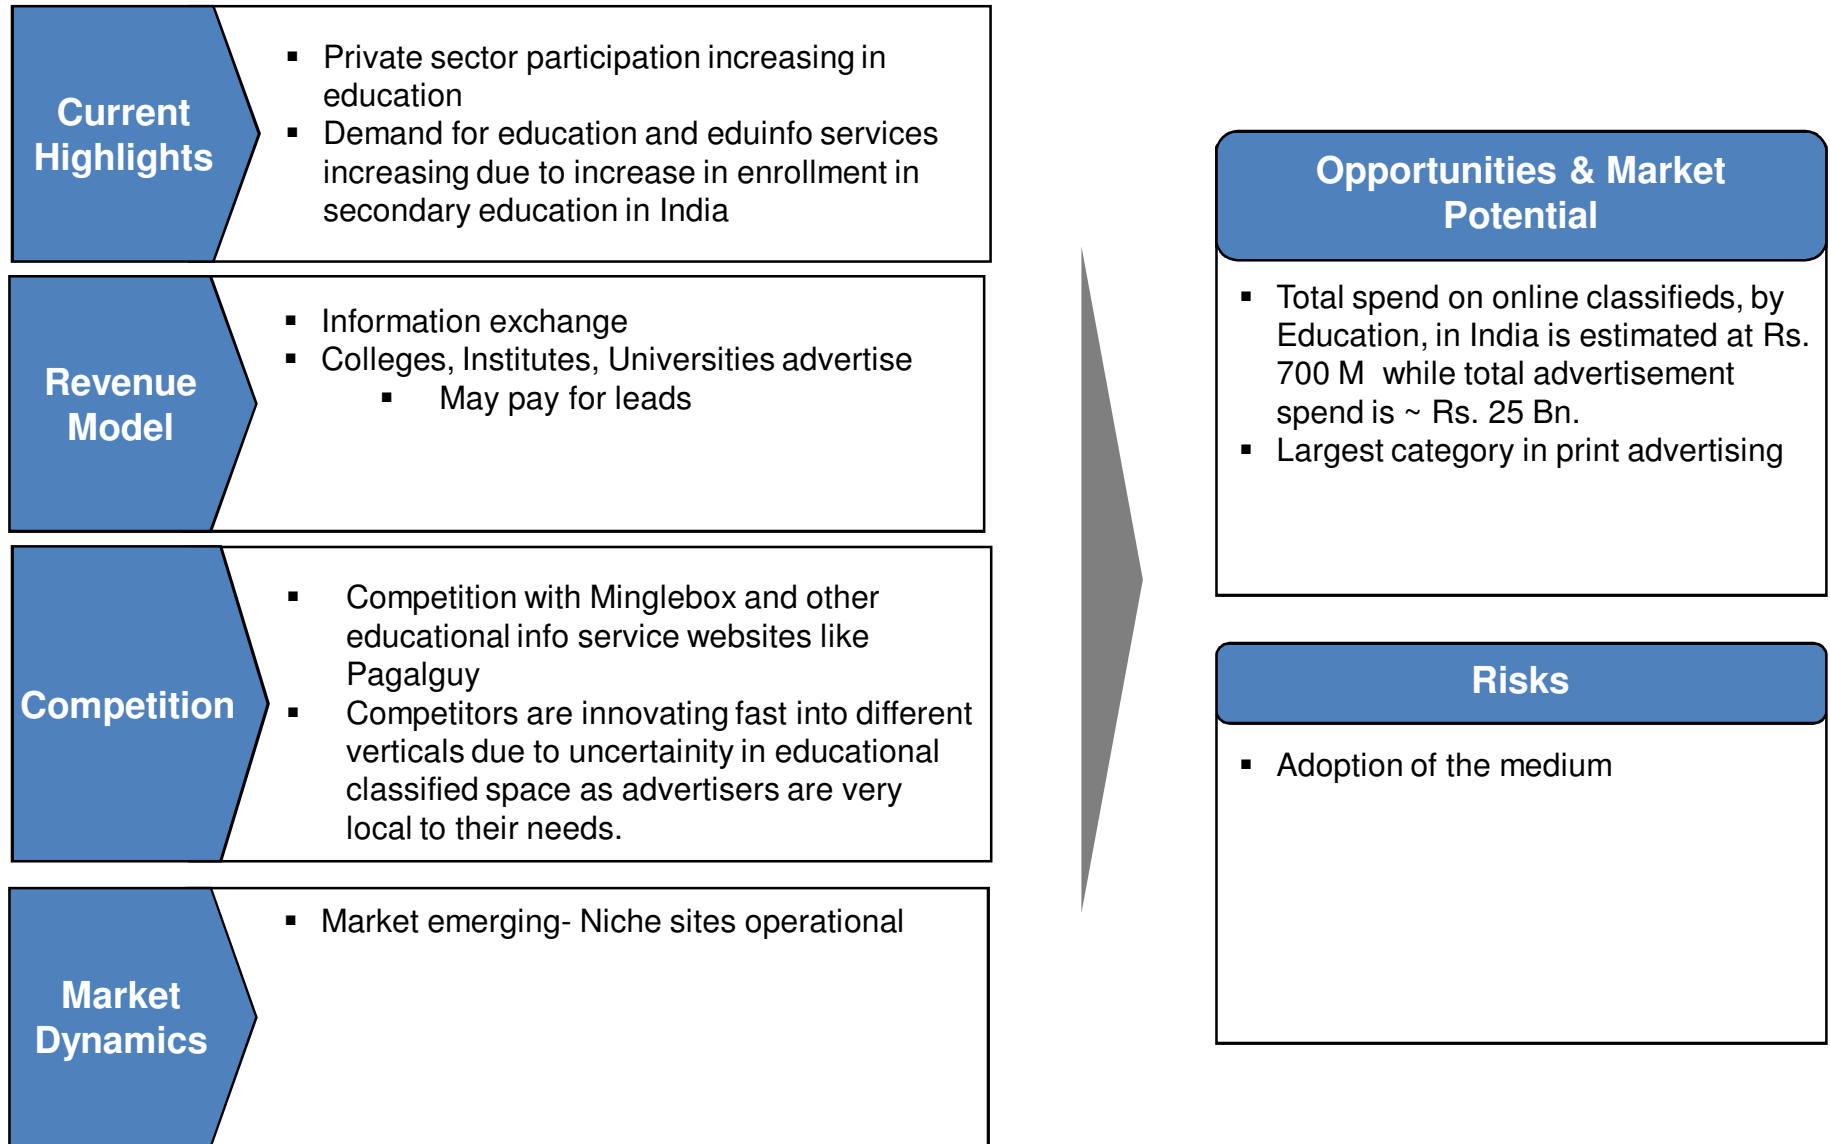 Current
Highlights
▪ Private sector participation increasing in
education
▪ Demand for education and eduinfo services
increasing due to increase in enrollment in
secondary education in India
Revenue
Model
▪ Information exchange
▪ Colleges, Institutes, Universities advertise
▪ May pay for leads
Competition
▪ Competition with Minglebox and other
educational info service websites like
Pagalguy
▪ Competitors are innovating fast into different
verticals due to uncertainity in educational
classified space as advertisers are very
local to their needs.
Market
Dynamics
▪ Market emerging- Niche sites operational
Opportunities & Market
Potential
▪ Total spend on online classifieds, by
Education, in India is estimated at Rs.
700 M while total advertisement
spend is ~ Rs. 25 Bn.
▪ Largest category in print advertising
Risks
▪ Adoption of the medium